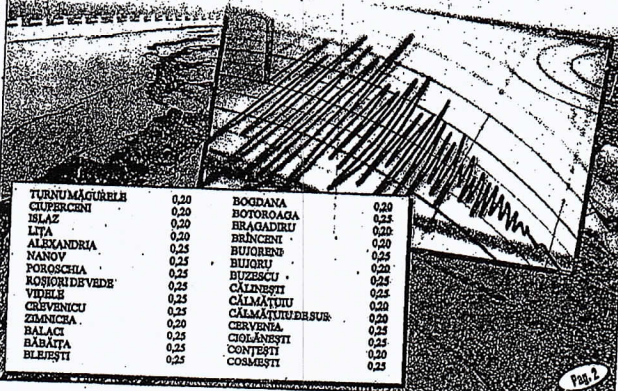 TURNU MĂGURELE 0,20
CIUPERCENI 0,20
ISLAZ 0,20
LIȚA 0,20
ALEXANDRIA 0,25
NANOV 0,25
POROSCHIA 0,25
ROȘIORI DE VEDE 0,25
VIDELE 0,25
CREVENICU 0,25
ZIMNICEA 0,20
BALACI 0,25
BĂBĂIȚA 0,25
BLEJEȘTI 0,25
BOGDANA 0,20
BOTOROAGA 0,25
BRAGADIRU 0,20
BRÎNCENI 0,20
BUJORENI 0,25
BUJORU 0,20
BUZESCU 0,25
CĂLINEȘTI 0,25
CĂLMĂȚUIU 0,20
CĂLMĂȚUIU DE SUS 0,20
CERVENIA 0,20
CIOLĂNEȘTI 0,25
CONȚEȘTI 0,20
COSMEȘTI 0,25
Pag. 2